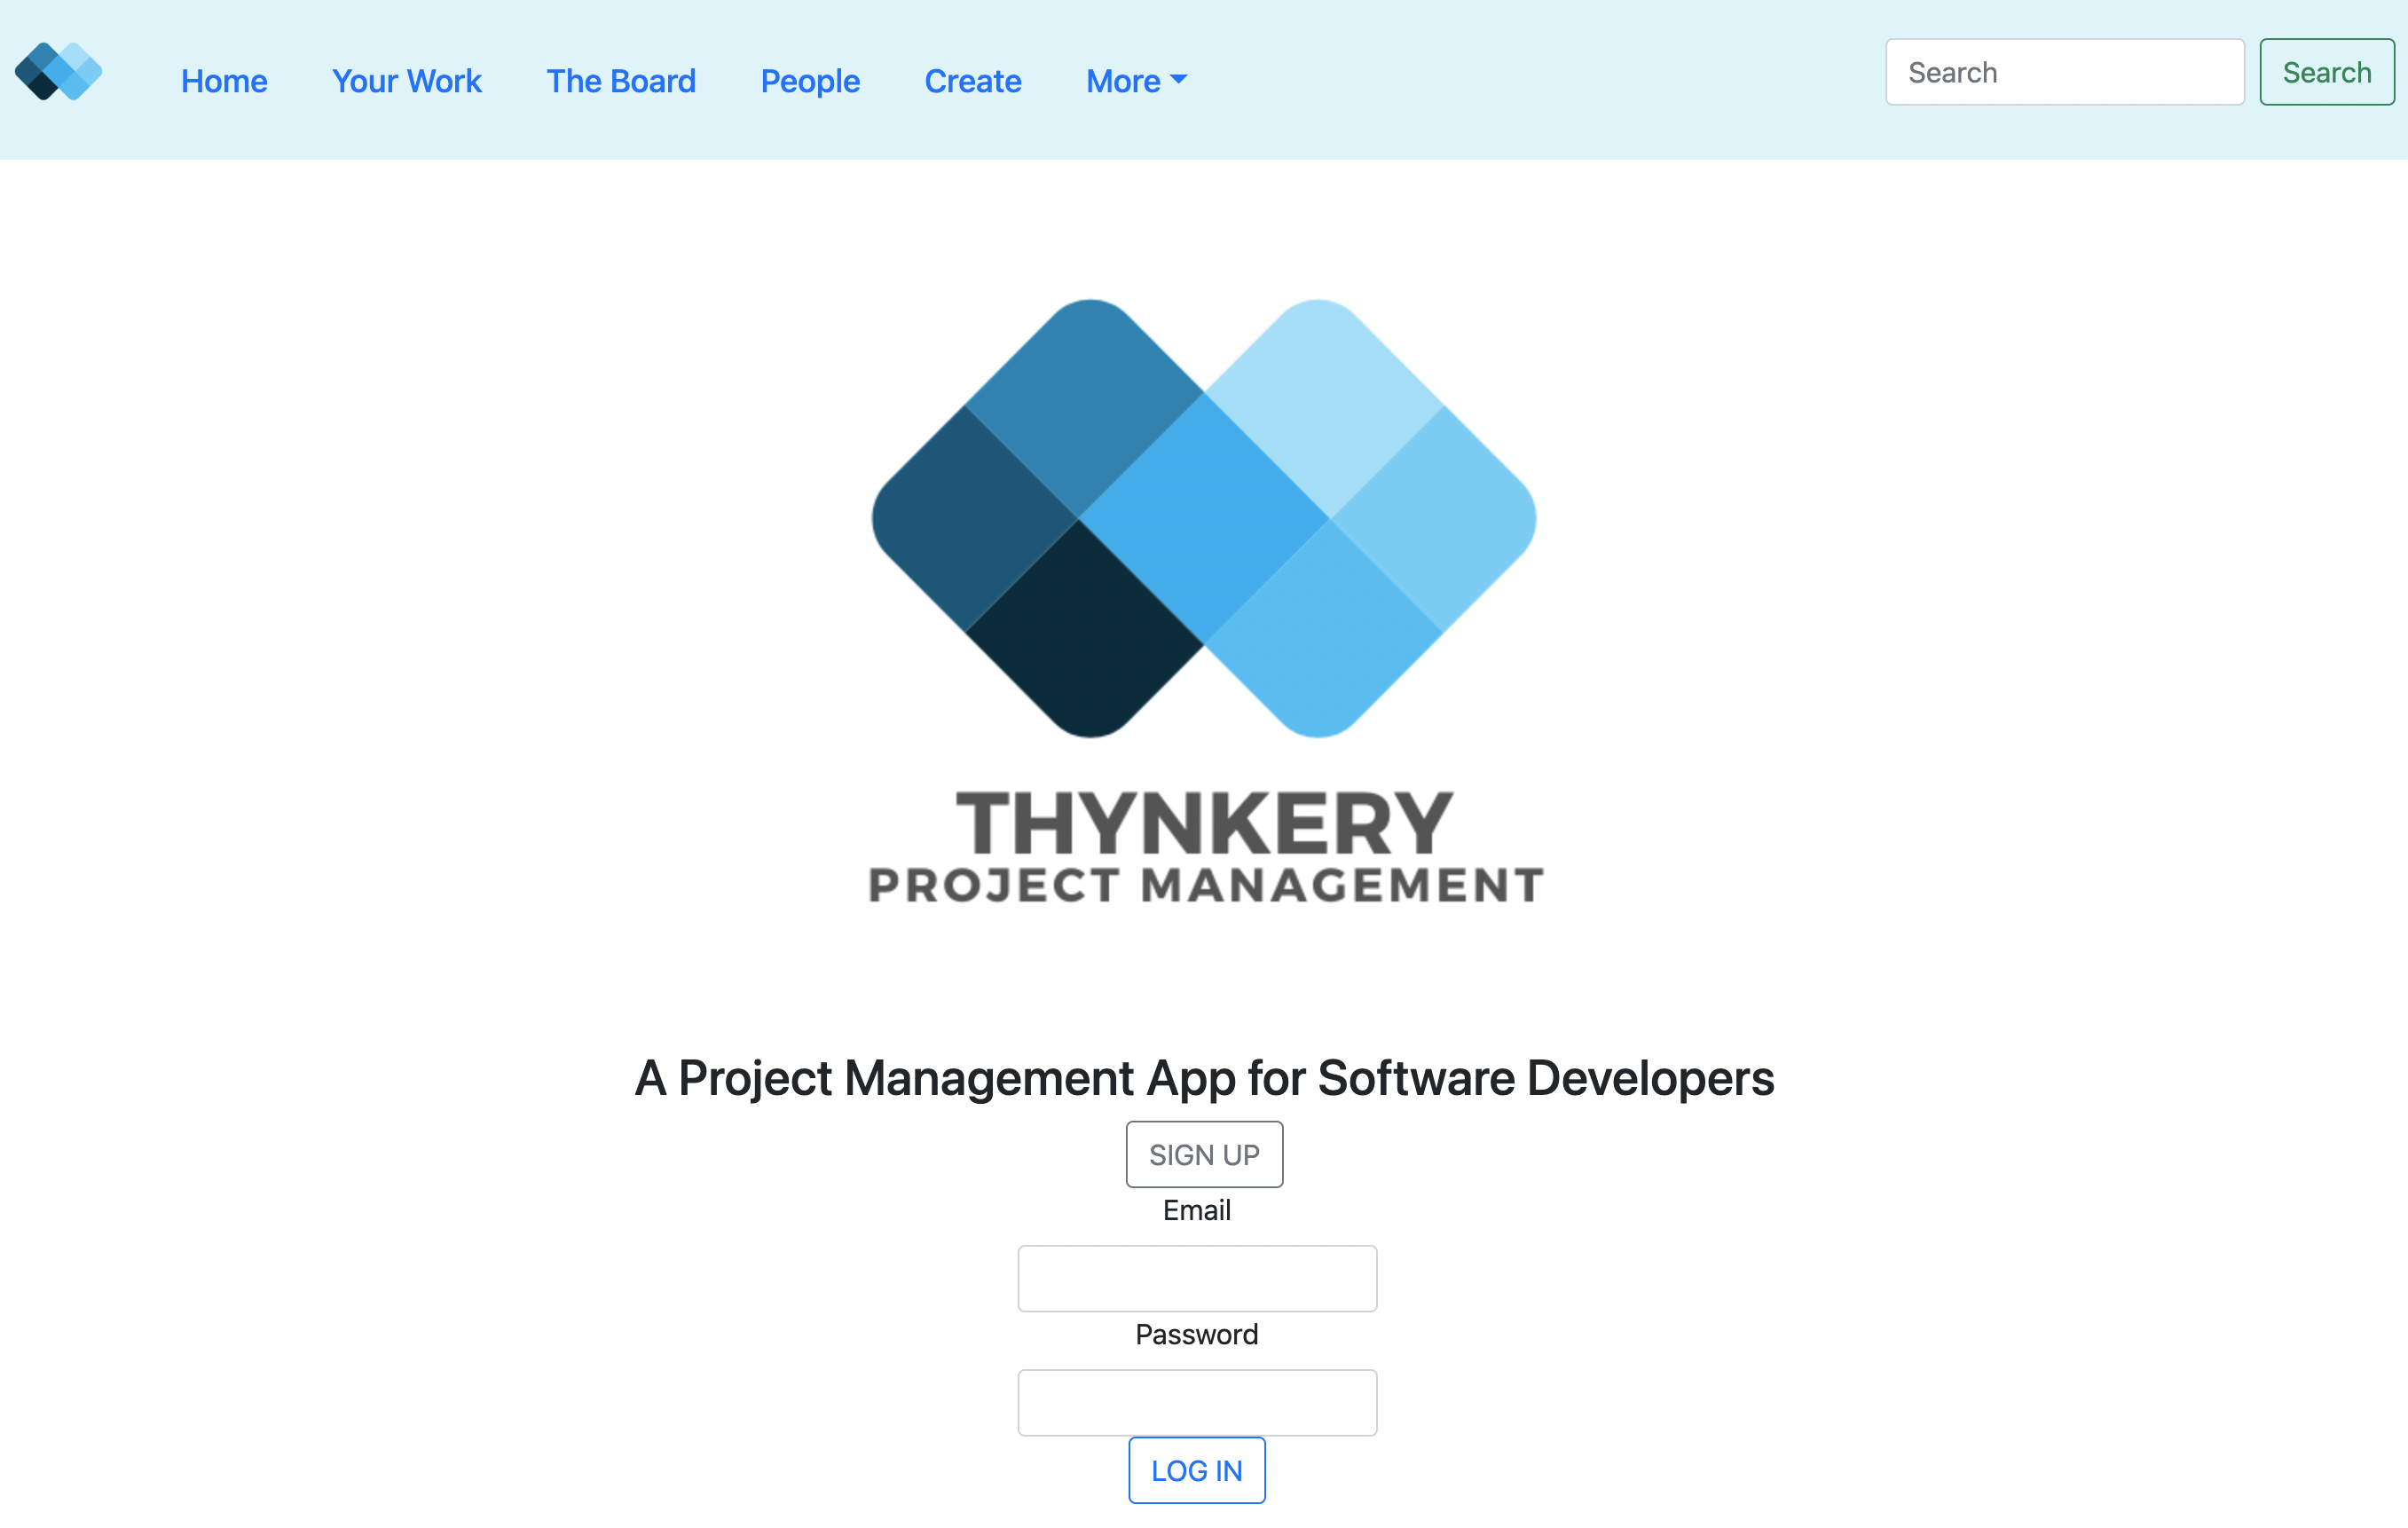 Home Your Work The Board People Create More Search Search
THYNKERY
PROJECT MANAGEMENT
A Project Management App for Software Developers
SIGN UP
Email
Password
LOG IN